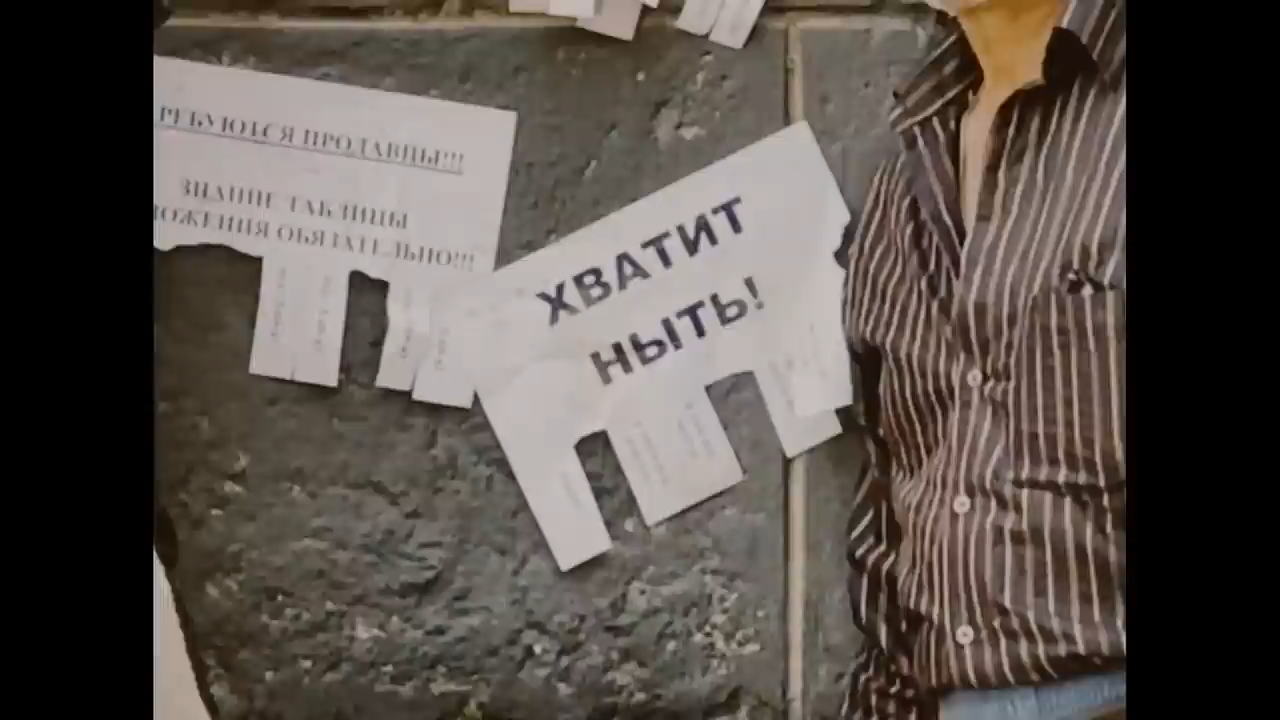 РЕБУЮТСЯ ПРОДАВЦЫ!!!
ЗНАНИЕ ТАБЛИЦЫ
ОЖЕНИЯ ОБЯЗАТЕЛЬНО!!!
ХВАТИТ
НЫТЬ!